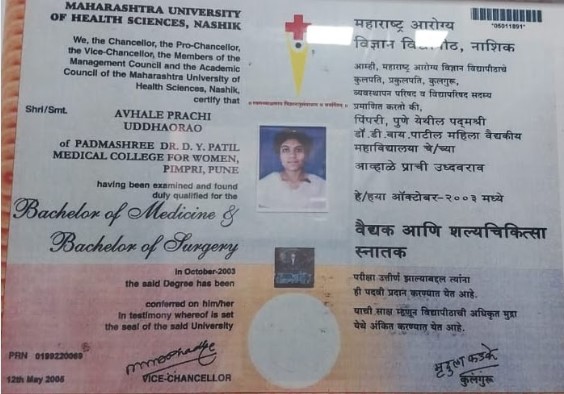 MAHARASHTRA UNIVERSITY
OF HEALTH SCIENCES, NASHIK
We, the Chancellor, the Pro-Chancellor,
the Vice-Chancellor, the Members of the
Management Council and the Academic
Council of the Maharashtra University of
Health Sciences, Nashik,
certify that
Shri/Smt.
AVHALE PRACHI
UDDHAORAO
of PADMASHREE DR. D. Y. PATIL
MEDICAL COLLEGE FOR WOMEN,
PIMPRI, PUNE
having been examined and found
duly qualified for the
Bachelor of Medicine &
Bachelor of Surgery
in October-2003
the said Degree has been
conferred on him/her
in testimony whereof is set
the seal of the said University
PRN
VICE-CHANCELLOR
*05011891*
महाराष्ट्र आरोग्य
विज्ञान विद्यापीठ, नाशिक
आम्ही, महाराष्ट्र आरोग्य विज्ञान विद्यापीठाचे
कुलपति, प्रकुलपति, कुलगुरू,
व्यवस्थापन परिषद व विद्यापरिषद सदस्य
प्रमाणित करतो की,
पिंपरी, पुणे येथील पद्मश्री
डॉ.डी.वाय.पाटील महिला वैद्यकीय
महाविद्यालया चे/च्या
आव्हाळे प्राची उध्दवराव
हे/हया ऑक्टोबर-२००३ मध्ये
वैद्यक आणि शल्यचिकित्सा
स्नातक
परीक्षा उत्तीर्ण झाल्याबद्दल त्यांना
ही पदवी प्रदान करण्यात येत आहे.
याची साक्ष म्हणून विद्यापीठाची अधिकृत मुद्रा
येथे अंकित करण्यात येत आहे.
मृदुला फडके
कुलगुरू